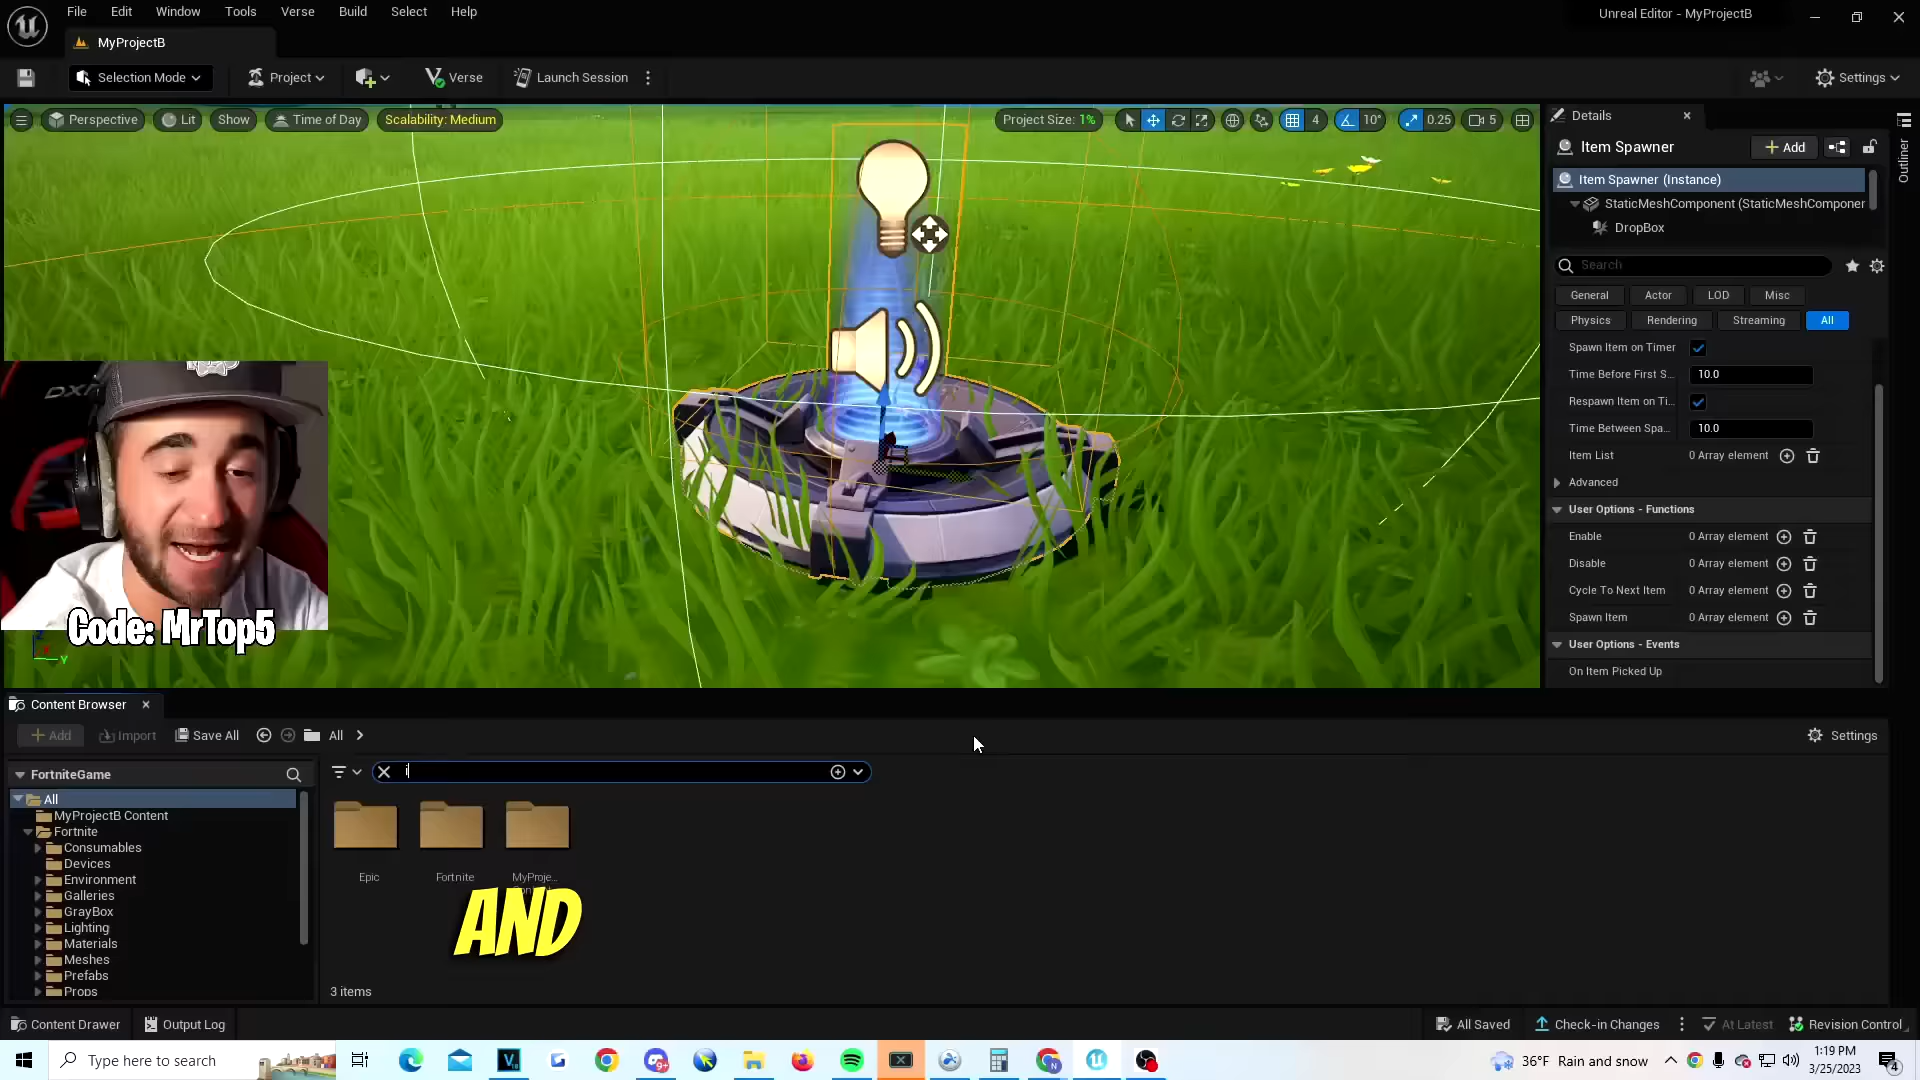 File Edit Window Tools Verse Build Select Help
Unreal Editor - MyProjectB
MyProjectB
Selection Mode Project Verse Launch Session Settings
Perspective Lit Show Time of Day Scalability: Medium
Project Size: 1% 4 10° 0.25 5
Details
Outliner
Item Spawner Add
Item Spawner (Instance)
StaticMeshComponent (StaticMeshComponer
DropBox
Search
General Actor LOD Misc
Physics Rendering Streaming All
Spawn Item on Timer
Time Before First S... 10.0
Respawn Item on Ti...
Time Between Spa... 10.0
Item List 0 Array element
Advanced
User Options - Functions
Enable 0 Array element
Disable 0 Array element
Cycle To Next Item 0 Array element
Spawn Item 0 Array element
User Options - Events
On Item Picked Up
Code: MrTop5
Y
Content Browser
Add Import Save All All Settings
FortniteGame
i
All
MyProjectB Content
Fortnite
Consumables
Devices
Environment
Galleries
GrayBox
Lighting
Materials
Meshes
Prefabs
Props
Epic Fortnite MyProje...
AND
3 items
Content Drawer Output Log All Saved Check-in Changes At Latest Revision Control
Type here to search
36°F Rain and snow
1:19 PM
3/25/2023
4